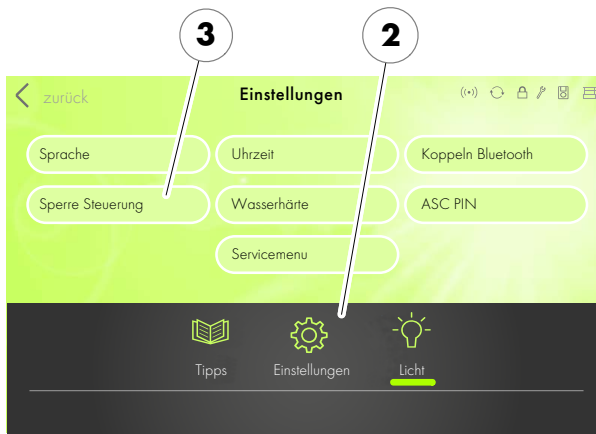 3 2
zurück Einstellungen
Sprache Uhrzeit Koppeln Bluetooth
Sperre Steuerung Wasserhärte ASC PIN
Servicemenu
Tipps Einstellungen Licht